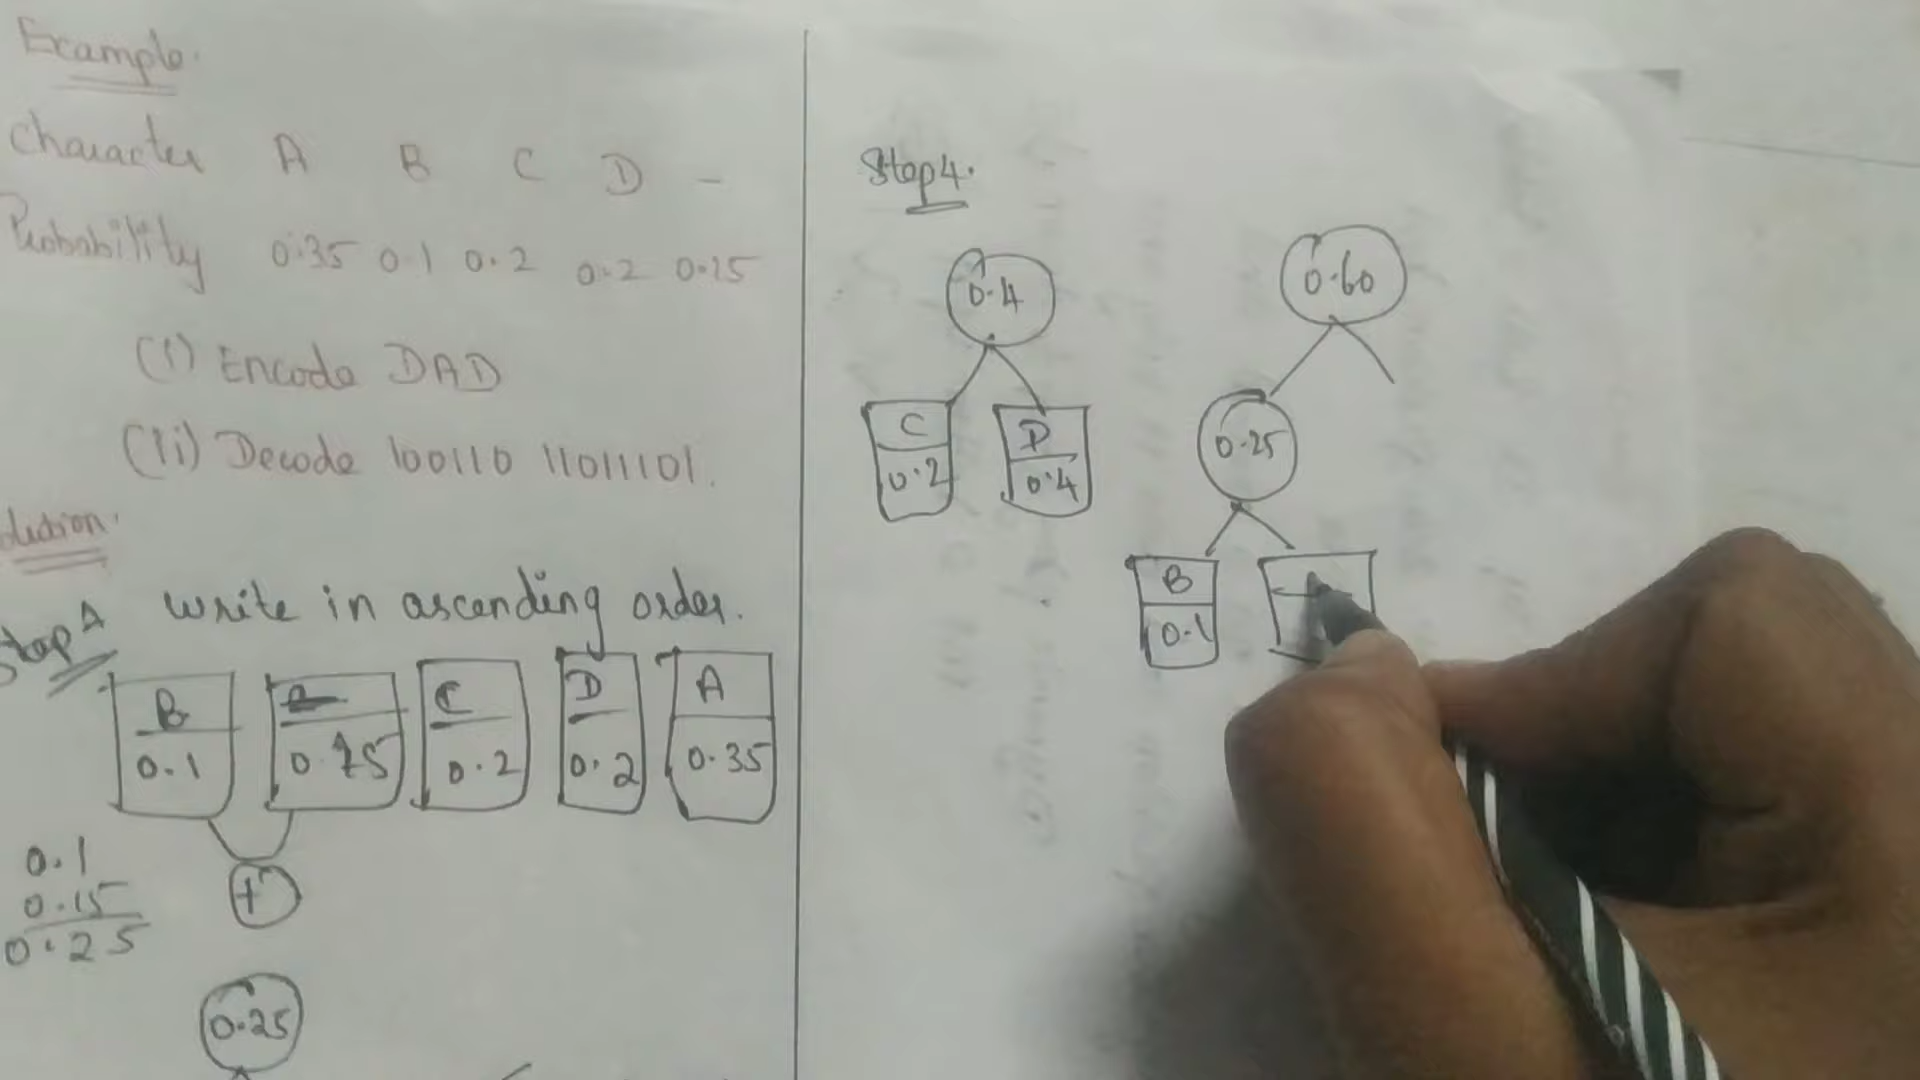 Example.
Character A B C D -
Probability 0.35 0.1 0.2 0.2 0.15
(i) Encode DAD
(ii) Decode 100110 11011101.
Step 1 write in ascending order.
B C D A
0.1 0.15 0.2 0.2 0.35
+
0.1
0.15
0.25
0.25
Step 4.
0.4 0.60
0.25
C D
0.2 0.4
B
0.1